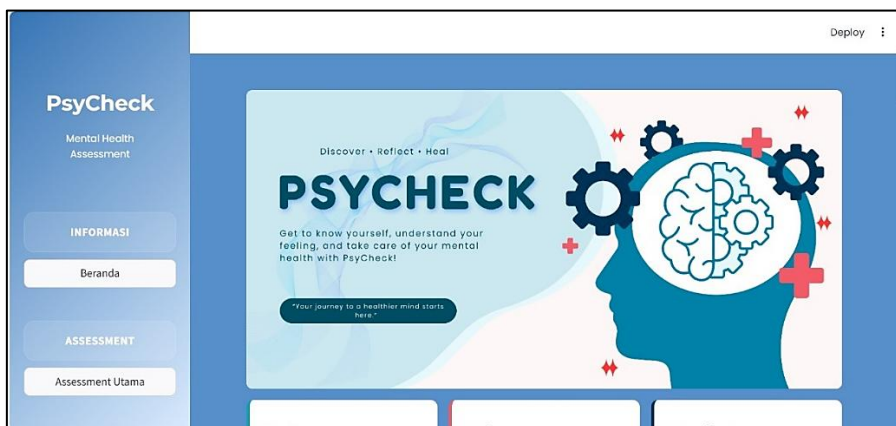 Deploy
PsyCheck
Mental Health
Assessment
INFORMASI
Beranda
ASSESSMENT
Assessment Utama
Discover • Reflect • Heal
PSYCHECK
Get to know yourself, understand your
feeling, and take care of your mental
health with PsyCheck!
"Your journey to a healthier mind starts
here."